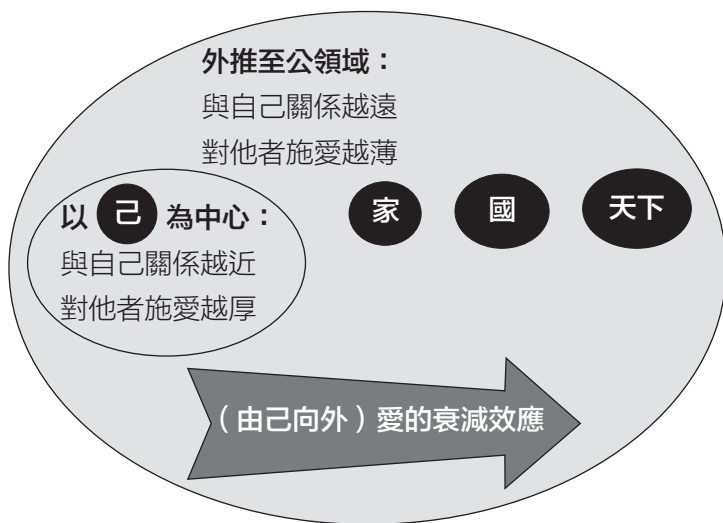 外推至公領域：
與自己關係越遠
對他者施愛越薄
以 己 為中心：
與自己關係越近
對他者施愛越厚
家 國 天下
（由己向外）愛的衰減效應